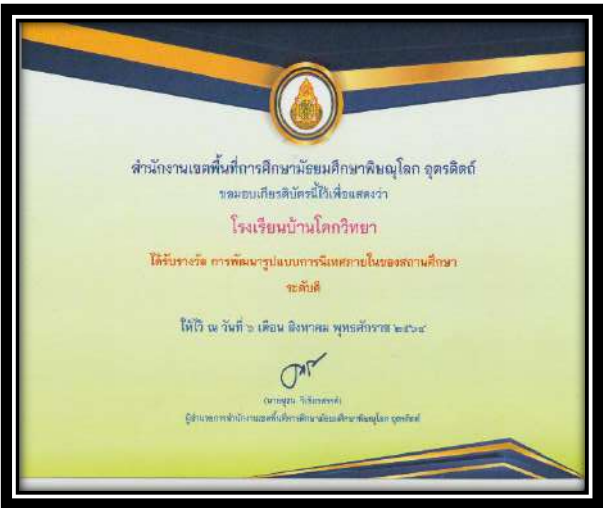 สำนักงานเขตพื้นที่การศึกษามัธยมศึกษาพิษณุโลก อุตรดิตถ์
ขอมอบเกียรติบัตรนี้ไว้เพื่อแสดงว่า
โรงเรียนบ้านโคกวิทยา
ได้รับรางวัล การพัฒนารูปแบบการนิเทศภายในของสถานศึกษา
ระดับดี
ให้ไว้ ณ วันที่ ๖ เดือน สิงหาคม พุทธศักราช ๒๕๖๔
ผู้อำนวยการสำนักงานเขตพื้นที่การศึกษามัธยมศึกษาพิษณุโลก อุตรดิตถ์